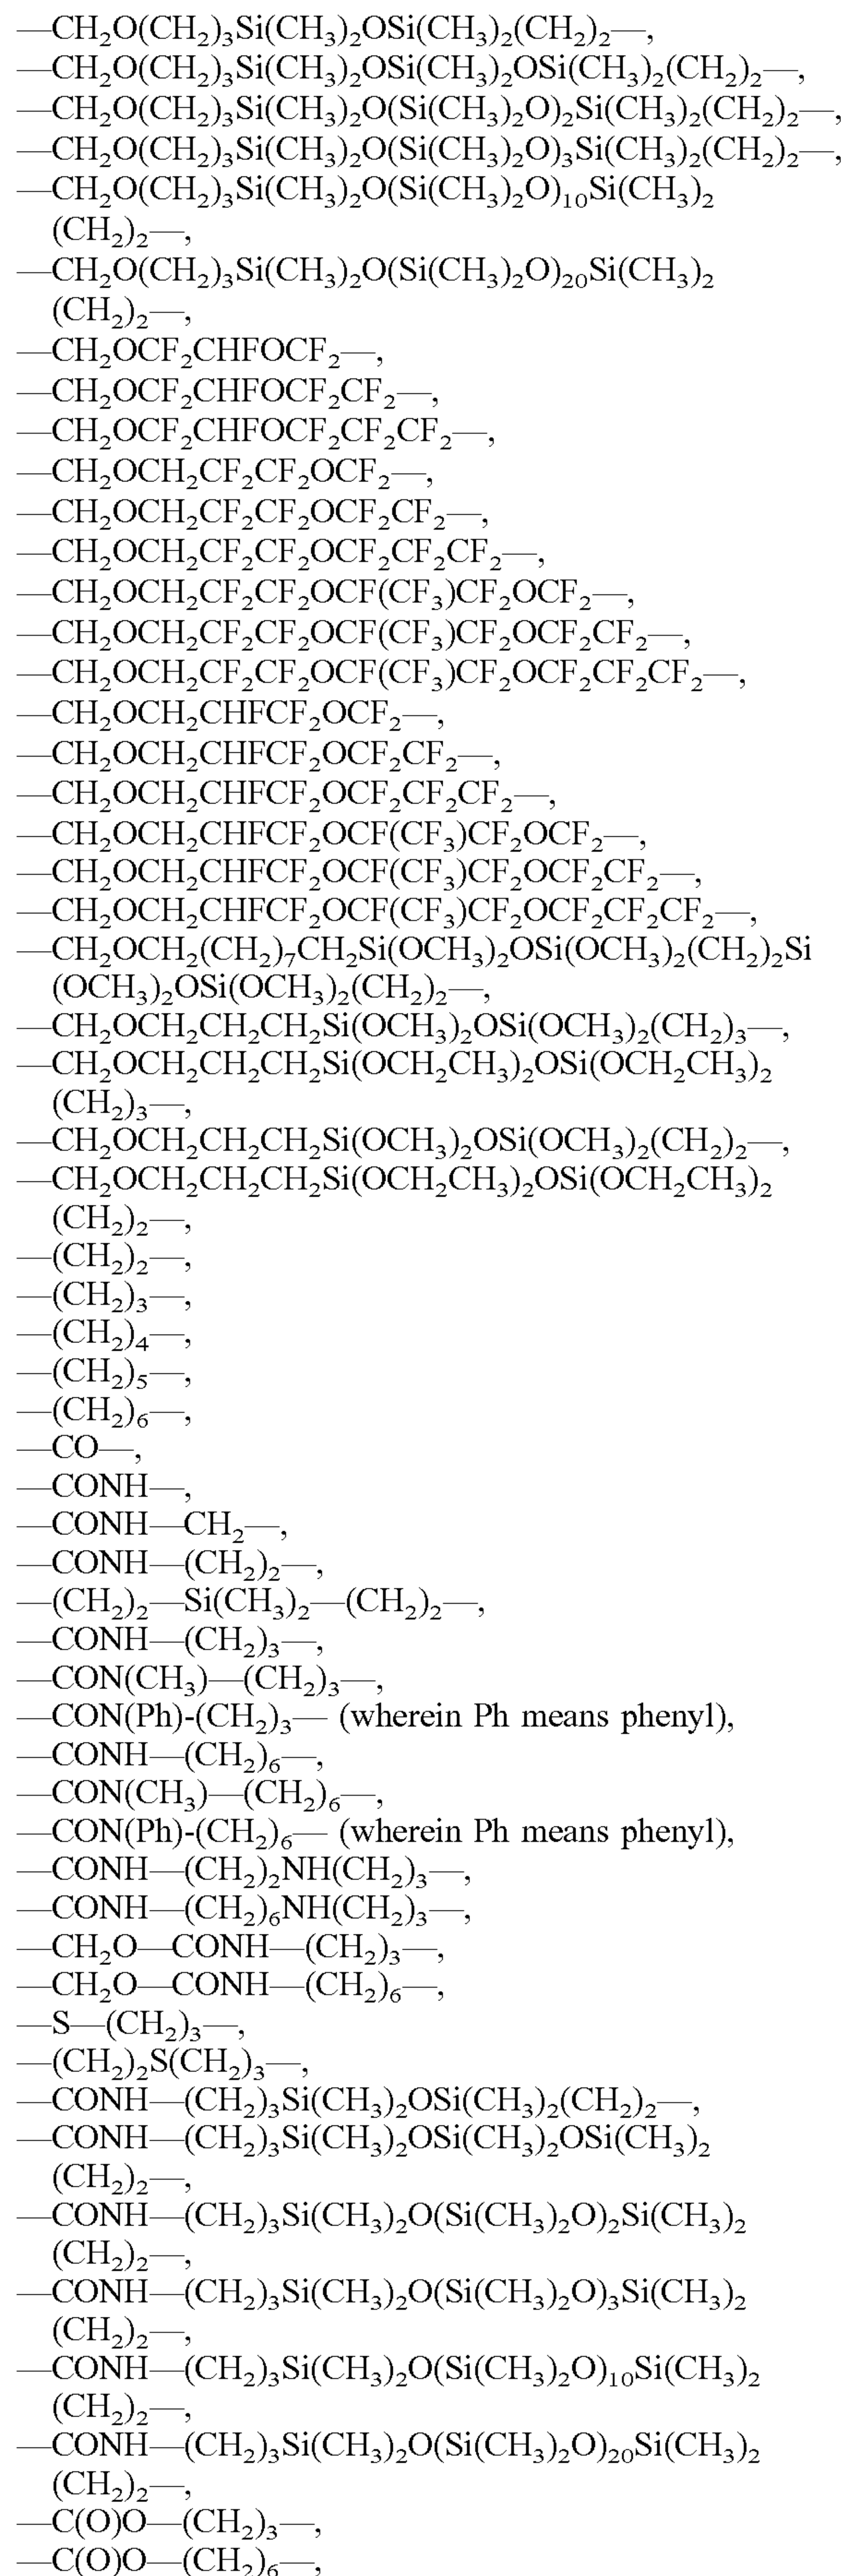 —CH₂O(CH₂)₃Si(CH₃)₂OSi(CH₃)₂(CH₂)₂—,
—CH₂O(CH₂)₃Si(CH₃)₂OSi(CH₃)₂OSi(CH₃)₂(CH₂)₂—,
—CH₂O(CH₂)₃Si(CH₃)₂O(Si(CH₃)₂O)₂Si(CH₃)₂(CH₂)₂—,
—CH₂O(CH₂)₃Si(CH₃)₂O(Si(CH₃)₂O)₃Si(CH₃)₂(CH₂)₂—,
—CH₂O(CH₂)₃Si(CH₃)₂O(Si(CH₃)₂O)₁₀Si(CH₃)₂
(CH₂)₂—,
—CH₂O(CH₂)₃Si(CH₃)₂O(Si(CH₃)₂O)₂₀Si(CH₃)₂
(CH₂)₂—,
—CH₂OCF₂CHFOCF₂—,
—CH₂OCF₂CHFOCF₂CF₂—,
—CH₂OCF₂CHFOCF₂CF₂CF₂—,
—CH₂OCH₂CF₂CF₂OCF₂—,
—CH₂OCH₂CF₂CF₂OCF₂CF₂—,
—CH₂OCH₂CF₂CF₂OCF₂CF₂CF₂—,
—CH₂OCH₂CF₂CF₂OCF(CF₃)CF₂OCF₂—,
—CH₂OCH₂CF₂CF₂OCF(CF₃)CF₂OCF₂CF₂—,
—CH₂OCH₂CF₂CF₂OCF(CF₃)CF₂OCF₂CF₂CF₂—,
—CH₂OCH₂CHFCF₂OCF₂—,
—CH₂OCH₂CHFCF₂OCF₂CF₂—,
—CH₂OCH₂CHFCF₂OCF₂CF₂CF₂—,
—CH₂OCH₂CHFCF₂OCF(CF₃)CF₂OCF₂—,
—CH₂OCH₂CHFCF₂OCF(CF₃)CF₂OCF₂CF₂—,
—CH₂OCH₂CHFCF₂OCF(CF₃)CF₂OCF₂CF₂CF₂—,
—CH₂OCH₂(CH₂)₇CH₂Si(OCH₃)₂OSi(OCH₃)₂(CH₂)₂Si
(OCH₃)₂OSi(OCH₃)₂(CH₂)₂—,
—CH₂OCH₂CH₂CH₂Si(OCH₃)₂OSi(OCH₃)₂(CH₂)₃—,
—CH₂OCH₂CH₂CH₂Si(OCH₂CH₃)₂OSi(OCH₂CH₃)₂
(CH₂)₃—,
—CH₂OCH₂CH₂CH₂Si(OCH₃)₂OSi(OCH₃)₂(CH₂)₂—,
—CH₂OCH₂CH₂CH₂Si(OCH₂CH₃)₂OSi(OCH₂CH₃)₂
(CH₂)₂—,
—(CH₂)₂—,
—(CH₂)₃—,
—(CH₂)₄—,
—(CH₂)₅—,
—(CH₂)₆—,
—CO—,
—CONH—,
—CONH—CH₂—,
—CONH—(CH₂)₂—,
—(CH₂)₂—Si(CH₃)₂—(CH₂)₂—,
—CONH—(CH₂)₃—,
—CON(CH₃)—(CH₂)₃—,
—CON(Ph)-(CH₂)₃— (wherein Ph means phenyl),
—CONH—(CH₂)₆—,
—CON(CH₃)—(CH₂)₆—,
—CON(Ph)-(CH₂)₆— (wherein Ph means phenyl),
—CONH—(CH₂)₂NH(CH₂)₃—,
—CONH—(CH₂)₆NH(CH₂)₃—,
—CH₂O—CONH—(CH₂)₃—,
—CH₂O—CONH—(CH₂)₆—,
—S—(CH₂)₃—,
—(CH₂)₂S(CH₂)₃—,
—CONH—(CH₂)₃Si(CH₃)₂OSi(CH₃)₂(CH₂)₂—,
—CONH—(CH₂)₃Si(CH₃)₂OSi(CH₃)₂OSi(CH₃)₂
(CH₂)₂—,
—CONH—(CH₂)₃Si(CH₃)₂O(Si(CH₃)₂O)₂Si(CH₃)₂
(CH₂)₂—,
—CONH—(CH₂)₃Si(CH₃)₂O(Si(CH₃)₂O)₃Si(CH₃)₂
(CH₂)₂—,
—CONH—(CH₂)₃Si(CH₃)₂O(Si(CH₃)₂O)₁₀Si(CH₃)₂
(CH₂)₂—,
—CONH—(CH₂)₃Si(CH₃)₂O(Si(CH₃)₂O)₂₀Si(CH₃)₂
(CH₂)₂—,
—C(O)O—(CH₂)₃—,
—C(O)O—(CH₂)₆—,